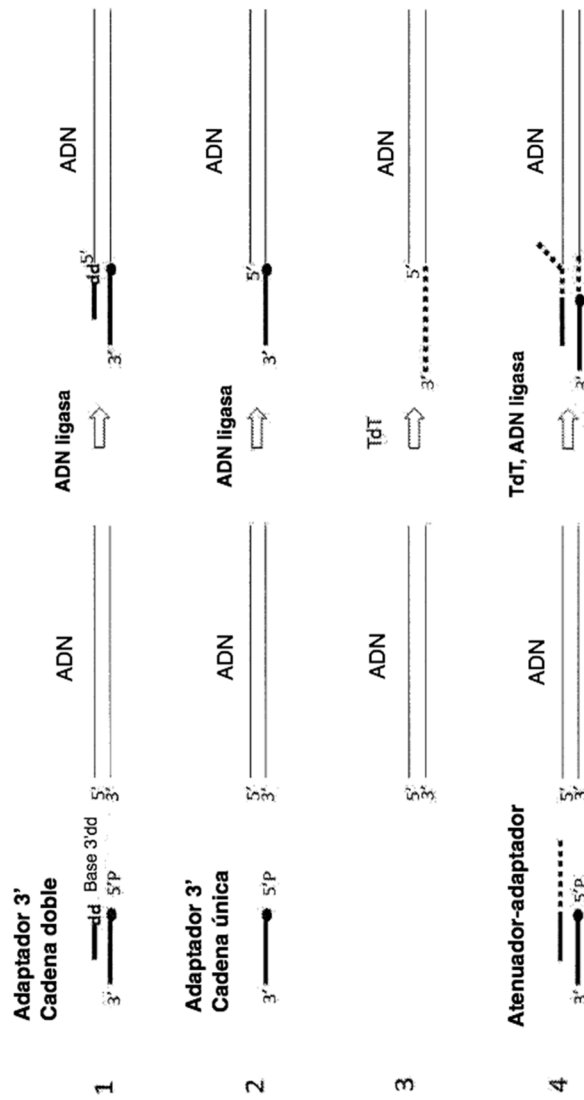 1
Adaptador 3'
Cadena doble
dd Base 3'dd
3' 5'P
5'
3'
ADN
ADN ligasa
dd 5'
3'
ADN
2
Adaptador 3'
Cadena única
3' 5'P
5'
3'
ADN
ADN ligasa
5'
3'
ADN
3
5'
3'
ADN
TdT
5'
3'
ADN
4
Atenuador-adaptador
3' 5'P
5'
3'
ADN
TdT, ADN ligasa
3'
ADN